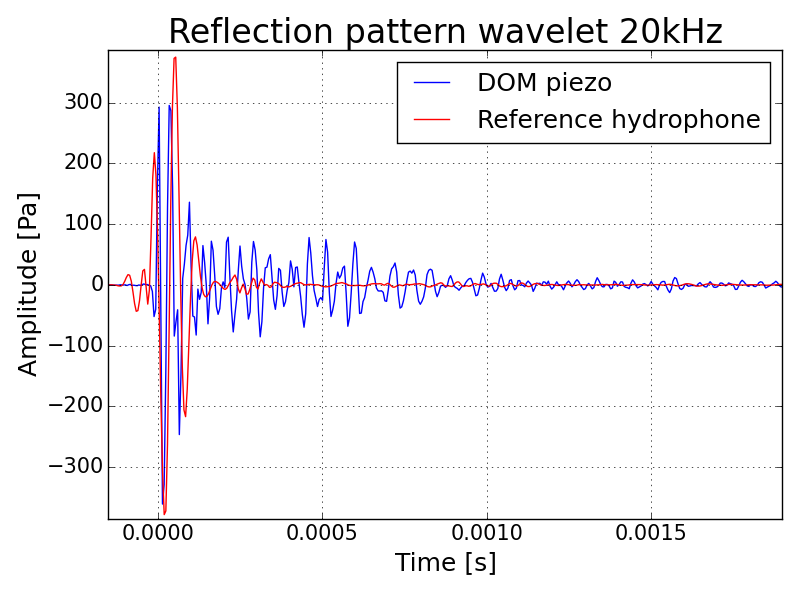 Reflection pattern wavelet 20kHz
DOM piezo
Reference hydrophone
Amplitude [Pa]
300
200
100
0
−100
−200
−300
0.0000 0.0005 0.0010 0.0015
Time [s]